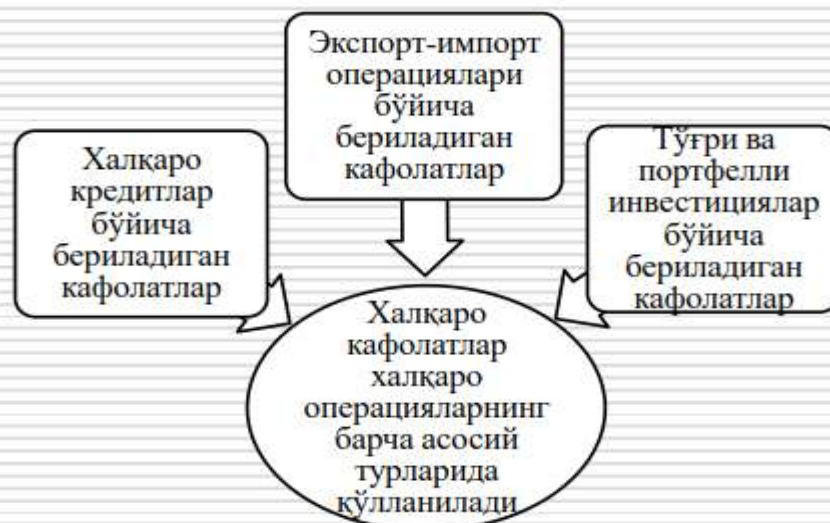 Экспорт-импорт
операциялари
бўйича
бериладиган
кафолатлар
Халқаро
кредитлар
бўйича
бериладиган
кафолатлар
Тўғри ва
портфелли
инвестициялар
бўйича
бериладиган
кафолатлар
Халқаро
кафолатлар
халқаро
операцияларнинг
барча асосий
турларида
қўлланилади